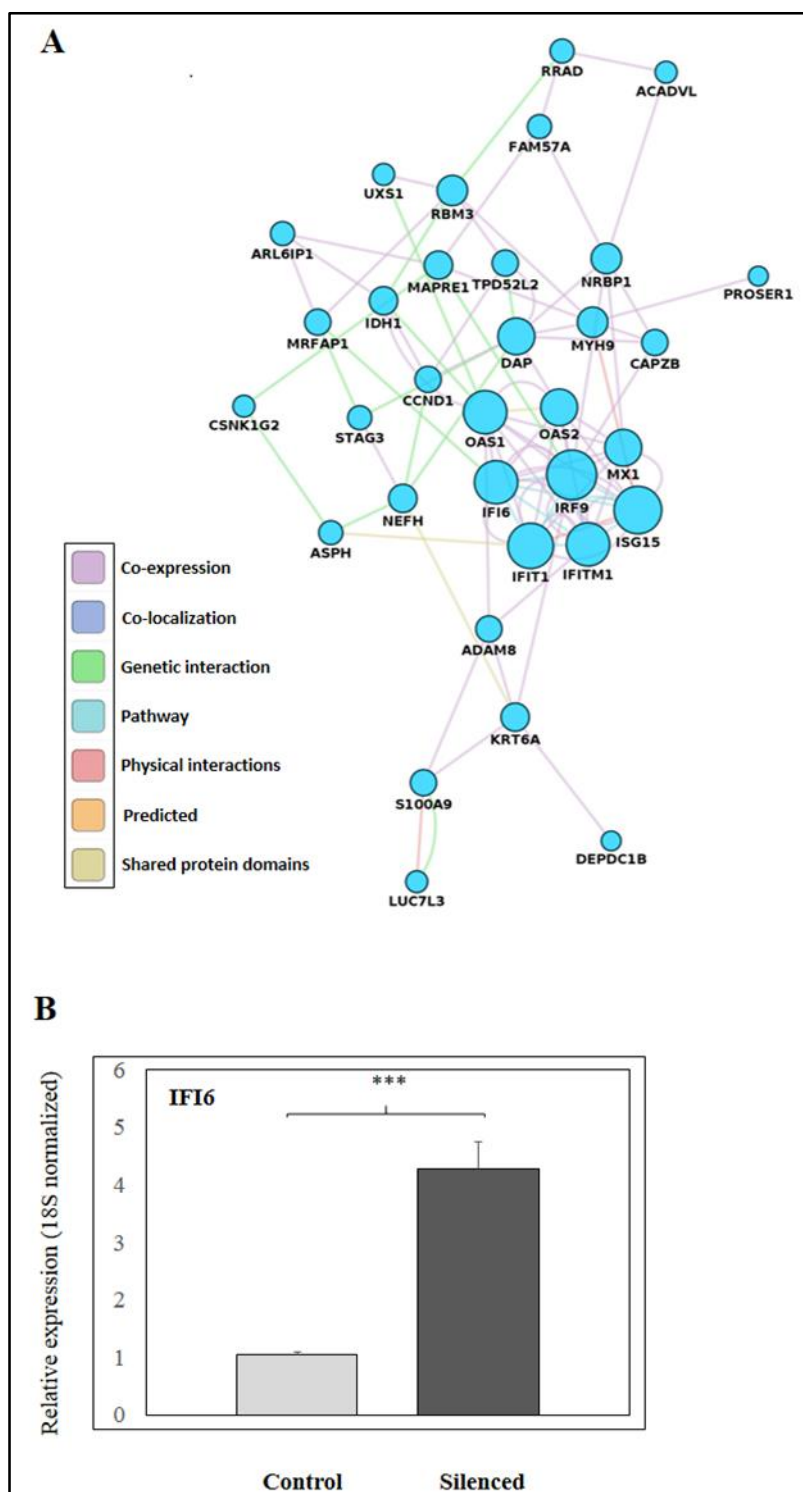 A
RRAD
ACADVL
FAM57A
UXS1
RBM3
ARL6IP1
MAPRE1
TPD52L2
NRBP1
PROSER1
IDH1
MRFAP1
DAP
MYH9
CAPZB
CCND1
CSNK1G2
STAG3
OAS1
OAS2
MX1
NEFH
IFI6
IRF9
ISG15
ASPH
IFIT1
IFITM1
Co-expression
Co-localization
Genetic interaction
Pathway
Physical interactions
Predicted
Shared protein domains
ADAM8
KRT6A
S100A9
DEPDC1B
LUC7L3
B
Relative expression (18S normalized)
6
5
4
3
2
1
0
IFI6
***
Control
Silenced